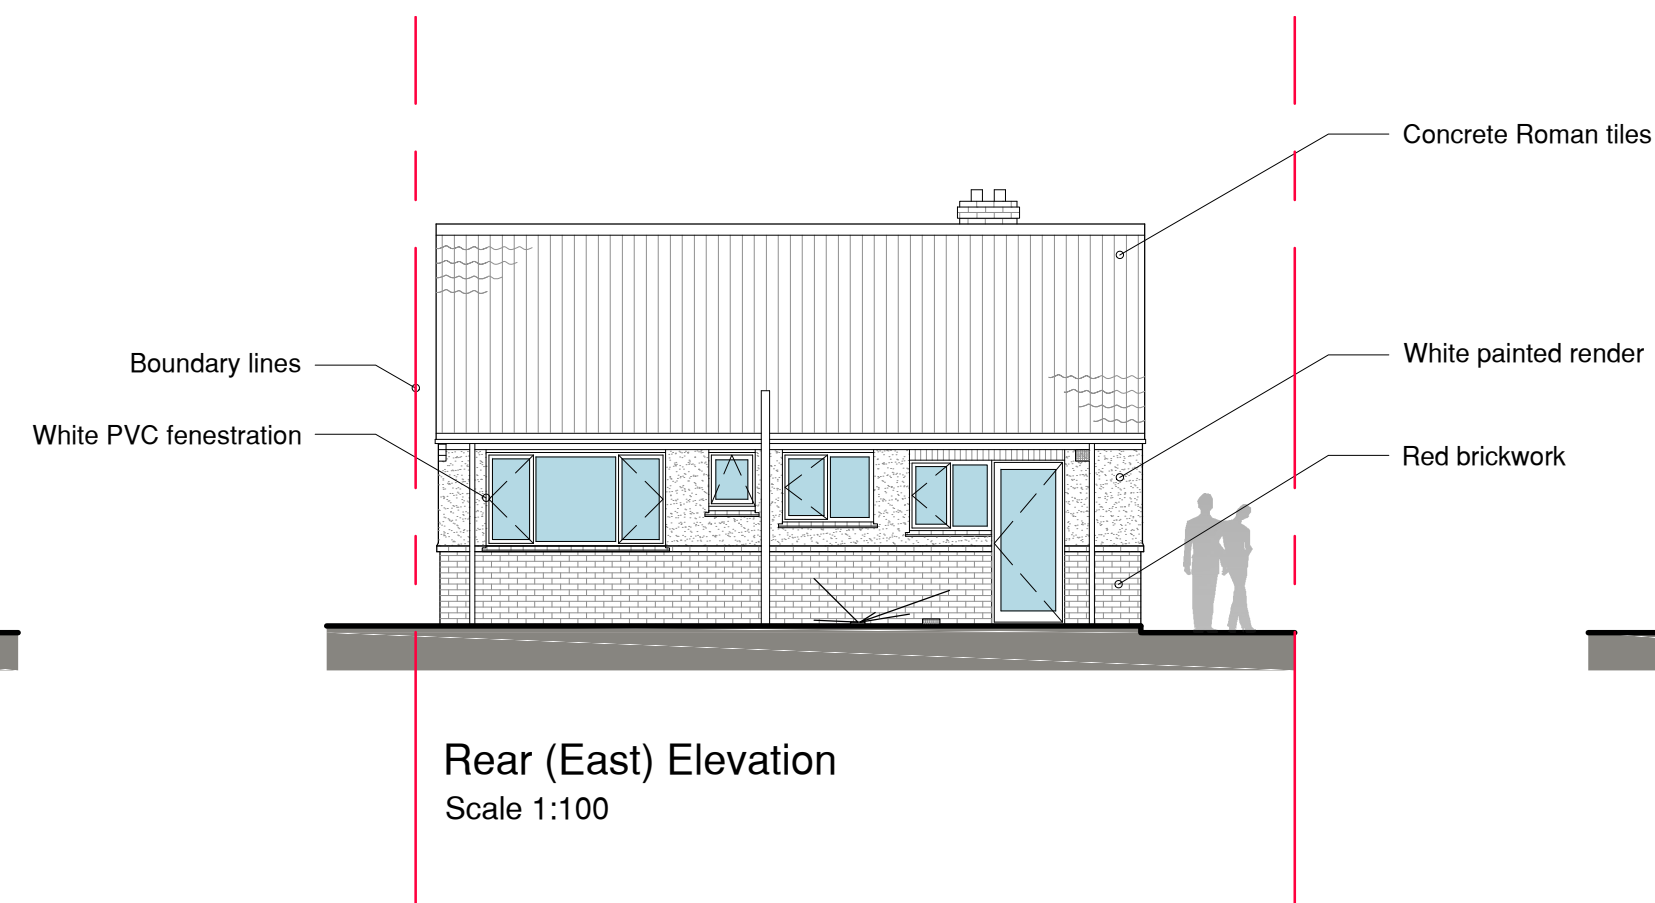 Concrete Roman tiles
White painted render
Boundary lines
White PVC fenestration
Red brickwork
Rear (East) Elevation
Scale 1:100